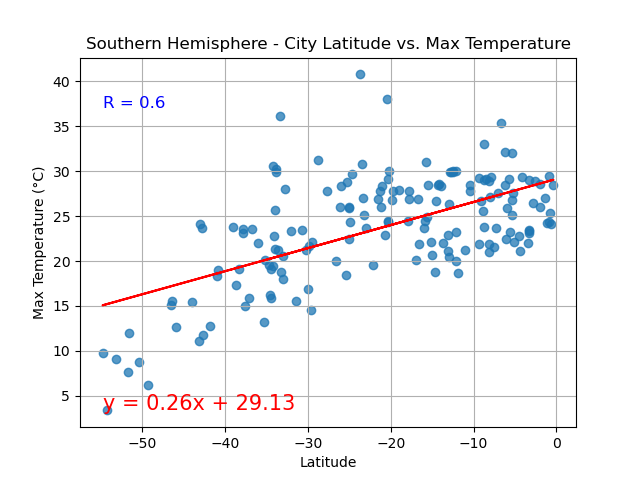 Southern Hemisphere - City Latitude vs. Max Temperature
R = 0.6
y = 0.26x + 29.13
Max Temperature (°C)
40
35
30
25
20
15
10
5
−50
−40
−30
−20
−10
0
Latitude